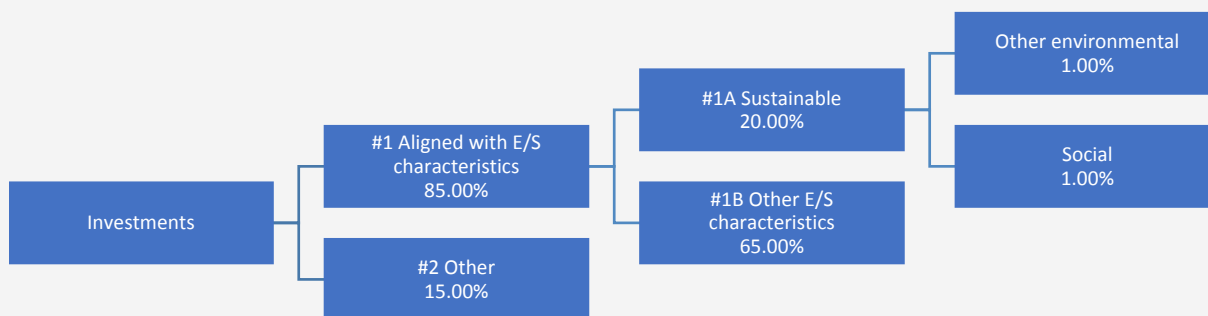 Investments
#1 Aligned with E/S
characteristics
85.00%
#2 Other
15.00%
#1A Sustainable
20.00%
#1B Other E/S
characteristics
65.00%
Other environmental
1.00%
Social
1.00%